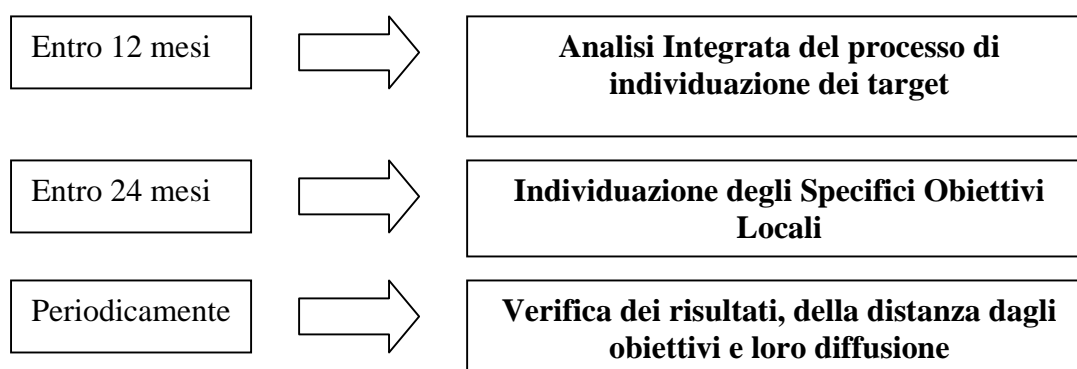 Entro 12 mesi
Analisi Integrata del processo di
individuazione dei target
Entro 24 mesi
Individuazione degli Specifici Obiettivi
Locali
Periodicamente
Verifica dei risultati, della distanza dagli
obiettivi e loro diffusione